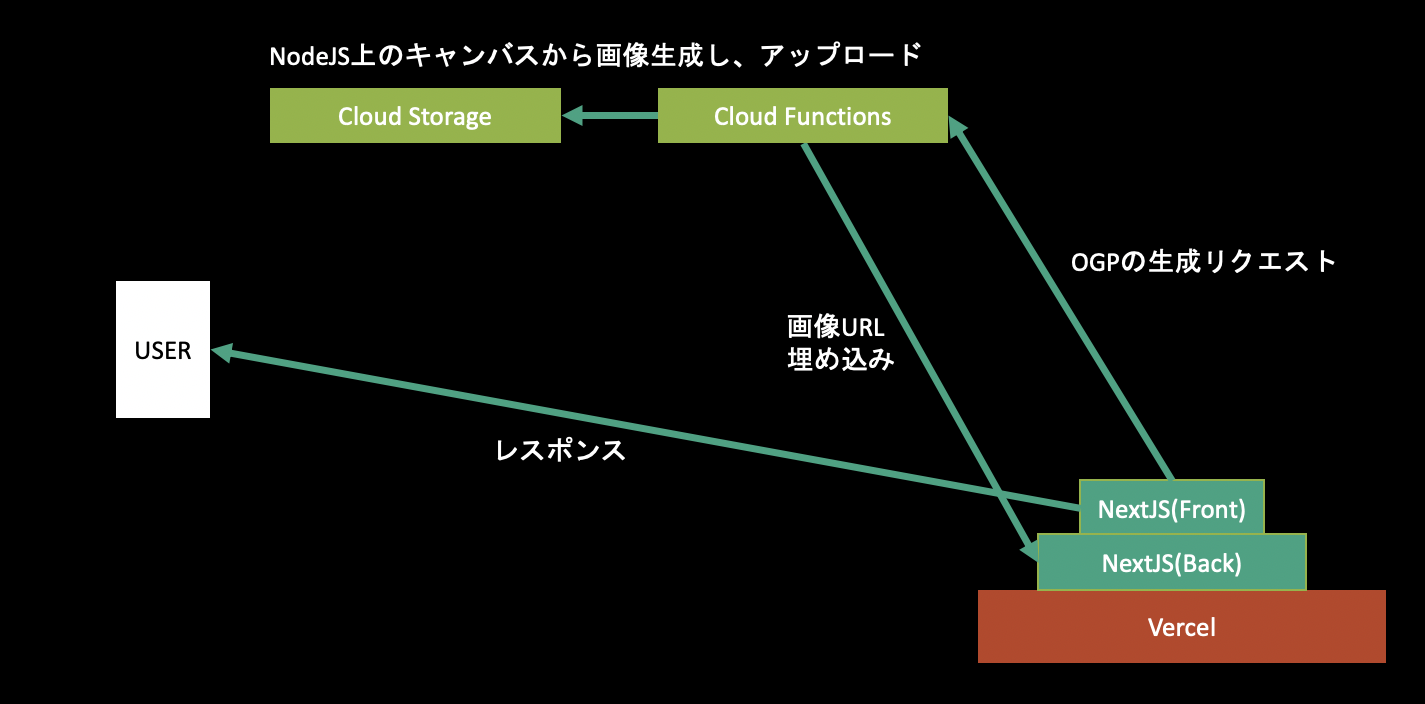 NodeJS上のキャンバスから画像生成し、アップロード
Cloud Storage
Cloud Functions
OGPの生成リクエスト
画像URL
埋め込み
USER
レスポンス
NextJS(Front)
NextJS(Back)
Vercel